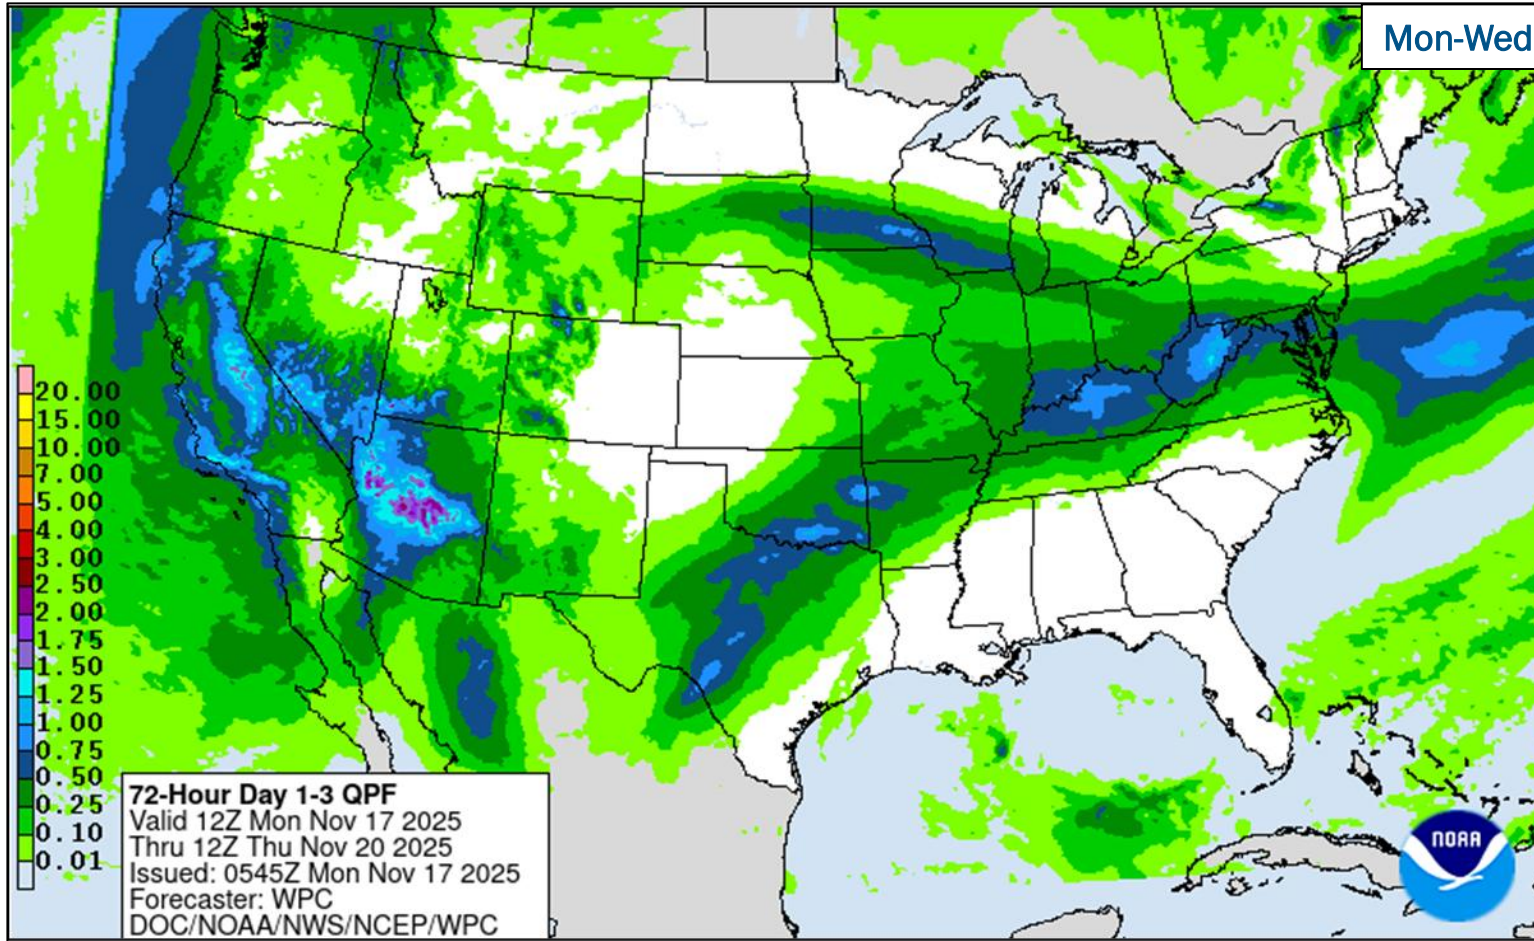 Mon-Wed
20.00
15.00
10.00
7.00
5.00
4.00
3.00
2.50
2.00
1.75
1.50
1.25
1.00
0.75
0.50
0.25
0.10
0.01
72-Hour Day 1-3 QPF
Valid 12Z Mon Nov 17 2025
Thru 12Z Thu Nov 20 2025
Issued: 0545Z Mon Nov 17 2025
Forecaster: WPC
DOC/NOAA/NWS/NCEP/WPC
NOAA